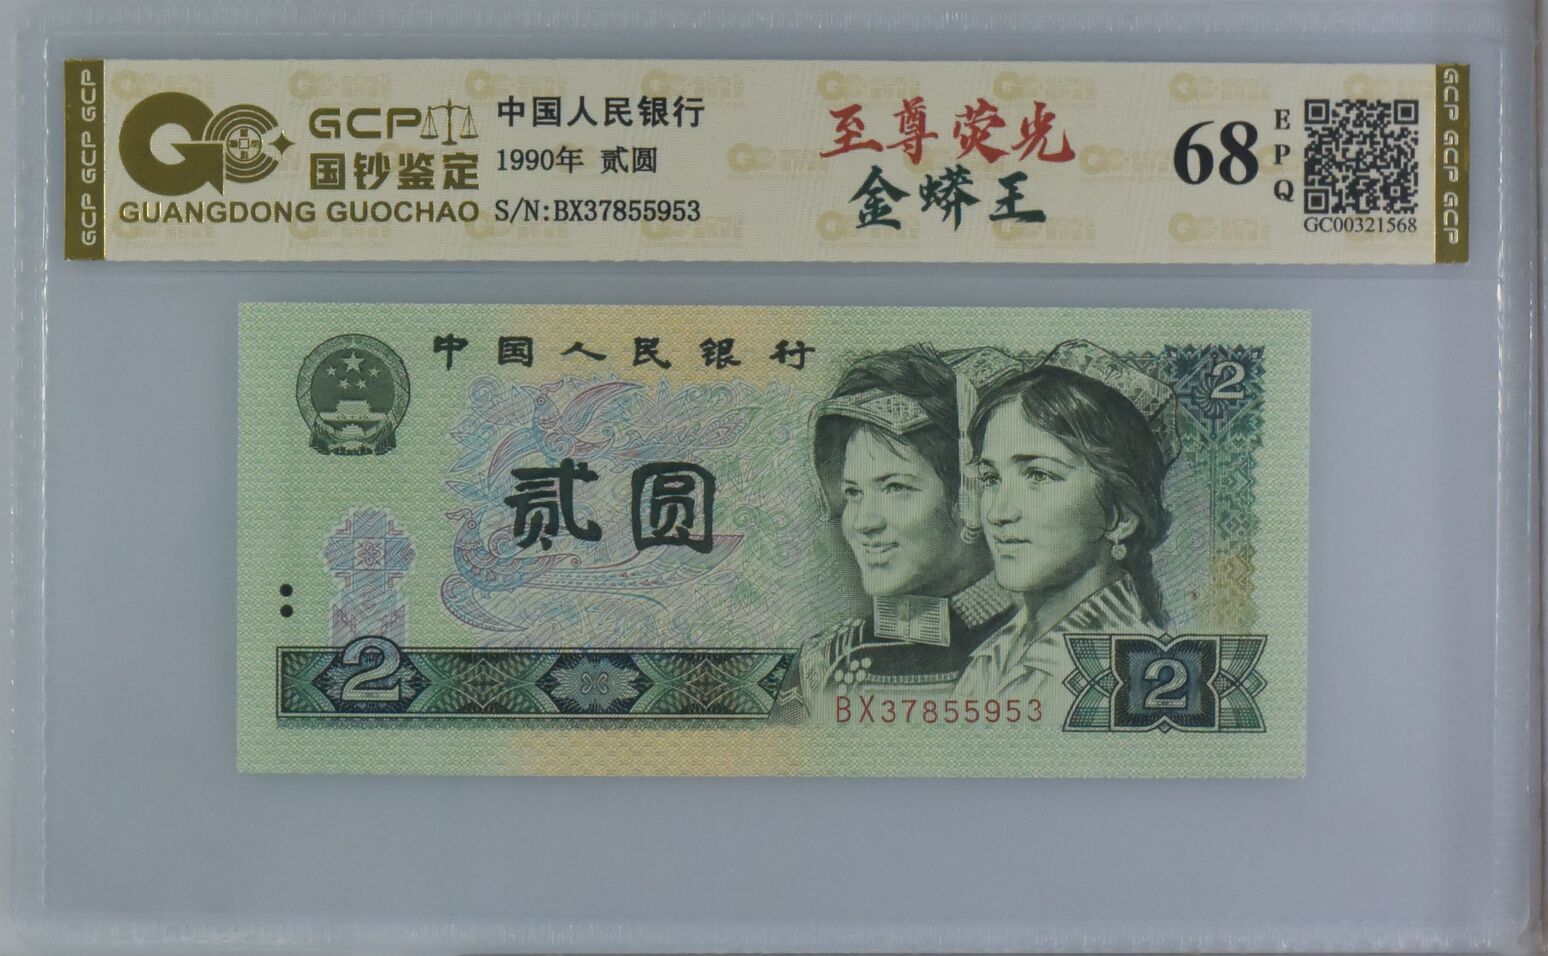 GCP GCP GCP
GCP
国钞鉴定
GUANGDONG GUOCHAO
中国人民银行
1990年 贰圆
S/N:BX37855953
至尊荧光
金蟒王
68
EPQ
GC00321568
GCP GCP GCP
中国人民银行
2
贰圆
2
BX37855953
2